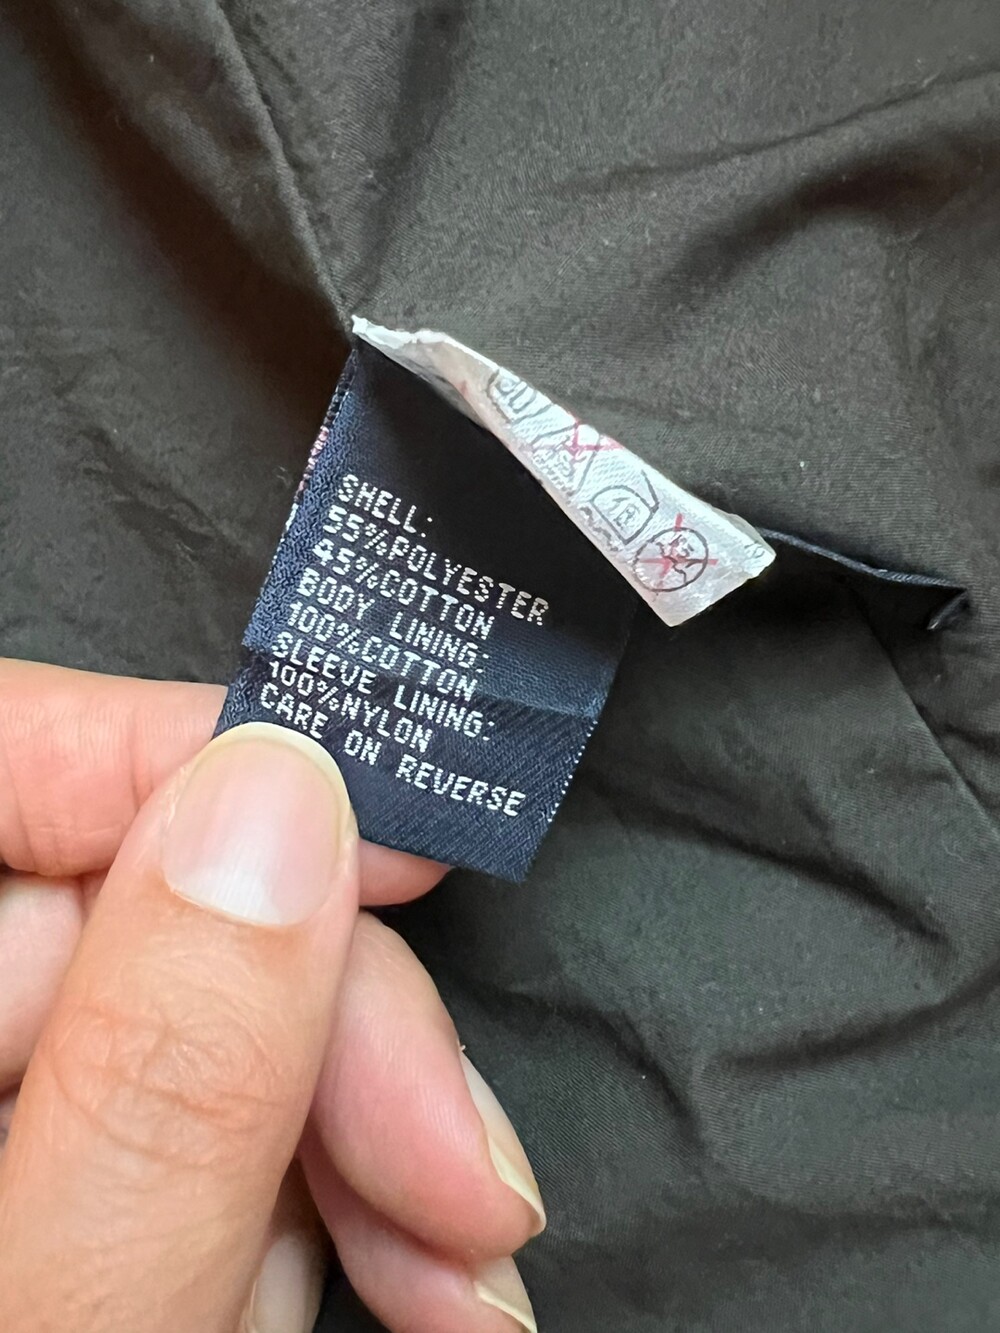 SHELL:
55%POLYESTER
45%COTTON
BODY LINING:
100%COTTON
SLEEVE LINING:
100%NYLON
CARE ON REVERSE